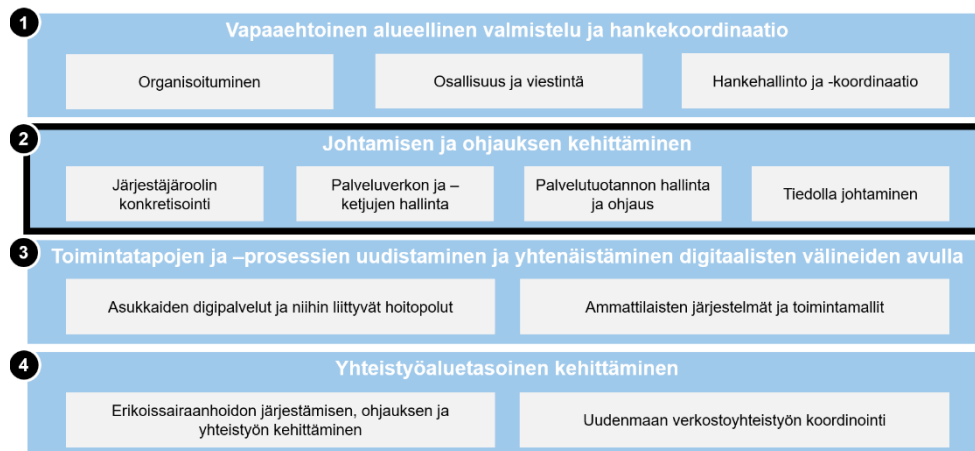 1
Vapaaehtoinen alueellinen valmistelu ja hankekoordinaatio
Organisoituminen
Osallisuus ja viestintä
Hankehallinto ja -koordinaatio
2
Johtamisen ja ohjauksen kehittäminen
Järjestäjäroolin
konkretisointi
Palveluverkon ja –
ketjujen hallinta
Palvelutuotannon hallinta
ja ohjaus
Tiedolla johtaminen
3
Toimintatapojen ja –prosessien uudistaminen ja yhtenäistäminen digitaalisten välineiden avulla
Asukkaiden digipalvelut ja niihin liittyvät hoitopolut
Ammattilaisten järjestelmät ja toimintamallit
4
Yhteistyöaluetasoinen kehittäminen
Erikoissairaanhoidon järjestämisen, ohjauksen ja
yhteistyön kehittäminen
Uudenmaan verkostoyhteistyön koordinointi